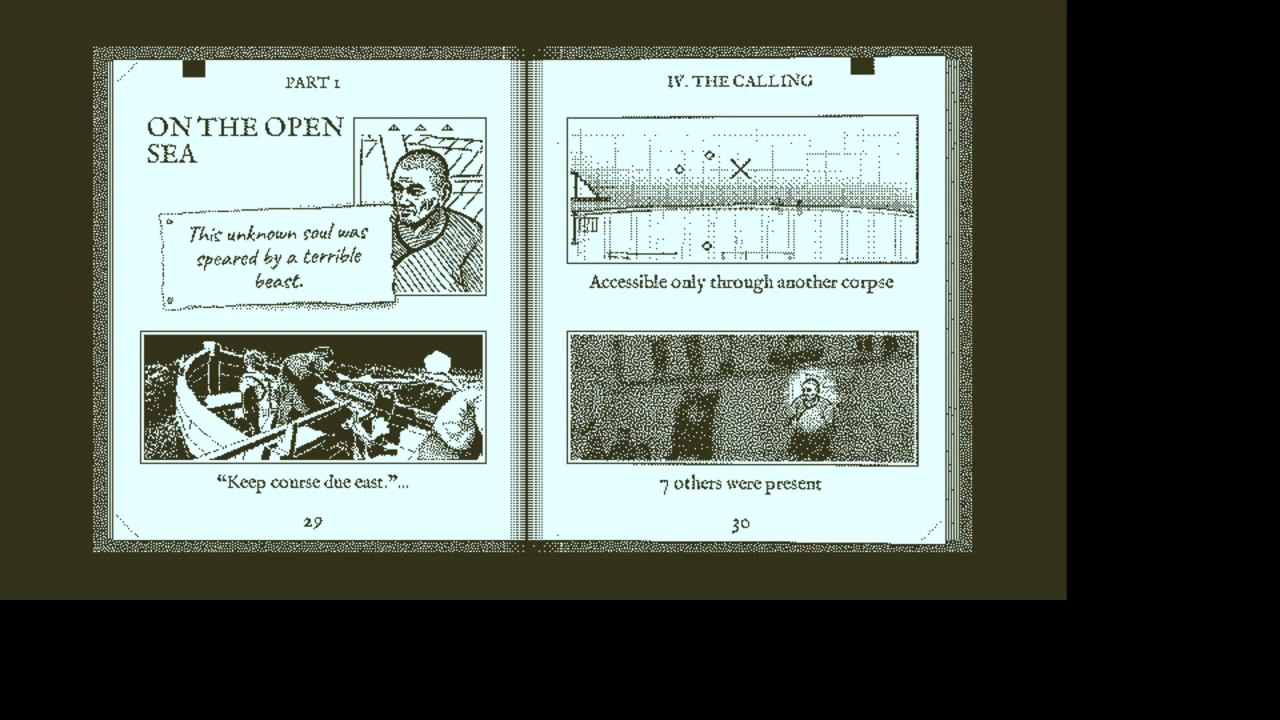 PART 1
ON THE OPEN
SEA
This unknown soul was
speared by a terrible
beast.
“Keep course due east.”...
29
IV. THE CALLING
Accessible only through another corpse
7 others were present
30